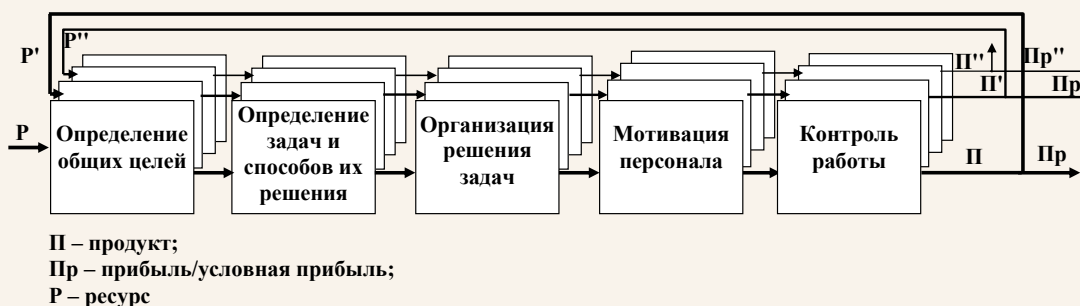 Р'
Р''
П''
Пр''
П'
Пр
Р
Определение
общих целей
Определение
задач и
способов их
решения
Организация
решения
задач
Мотивация
персонала
Контроль
работы
П
Пр
П – продукт;
Пр – прибыль/условная прибыль;
Р – ресурс